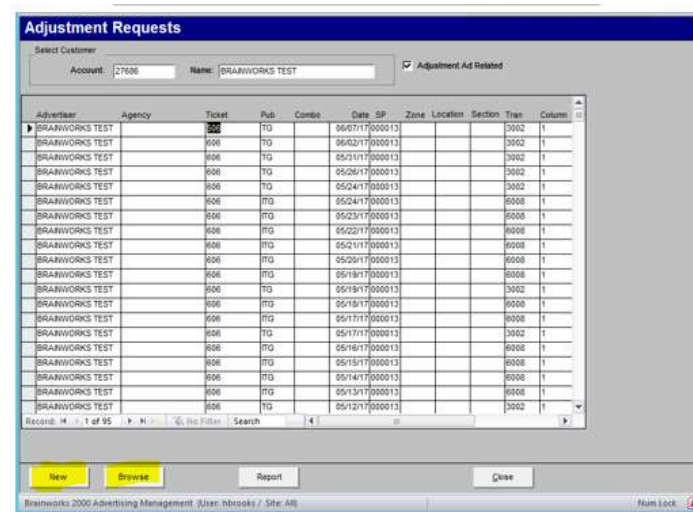 Adjustment Requests
Select Customer
Account: 27606 Name: BRAINWORKS TEST Adjustment Ad Related
Advertiser Agency Ticket Pub Combo Date SP Zone Location Section Tran Column
BRAINWORKS TEST 606 TG 06/07/17 000013 3002 1
BRAINWORKS TEST 606 TG 06/02/17 000013 3002 1
BRAINWORKS TEST 606 TG 05/31/17 000013 3002 1
BRAINWORKS TEST 606 TG 05/26/17 000013 3002 1
BRAINWORKS TEST 606 TG 05/24/17 000013 3002 1
BRAINWORKS TEST 606 ITG 05/24/17 000013 6008 1
BRAINWORKS TEST 606 ITG 05/23/17 000013 6008 1
BRAINWORKS TEST 606 ITG 05/22/17 000013 6008 1
BRAINWORKS TEST 606 ITG 05/21/17 000013 6008 1
BRAINWORKS TEST 606 ITG 05/20/17 000013 6008 1
BRAINWORKS TEST 606 ITG 05/19/17 000013 6008 1
BRAINWORKS TEST 606 TG 05/19/17 000013 3002 1
BRAINWORKS TEST 606 ITG 05/18/17 000013 6008 1
BRAINWORKS TEST 606 ITG 05/17/17 000013 6008 1
BRAINWORKS TEST 606 TG 05/17/17 000013 3002 1
BRAINWORKS TEST 606 ITG 05/16/17 000013 6008 1
BRAINWORKS TEST 606 ITG 05/15/17 000013 6008 1
BRAINWORKS TEST 606 ITG 05/14/17 000013 6008 1
BRAINWORKS TEST 606 ITG 05/13/17 000013 6008 1
BRAINWORKS TEST 606 TG 05/12/17 000013 3002 1
Record: 1 of 95 No Filter Search
New Browse Report Close
Brainworks 2000 Advertising Management (User: hbrooks / Site: All) Num Lock